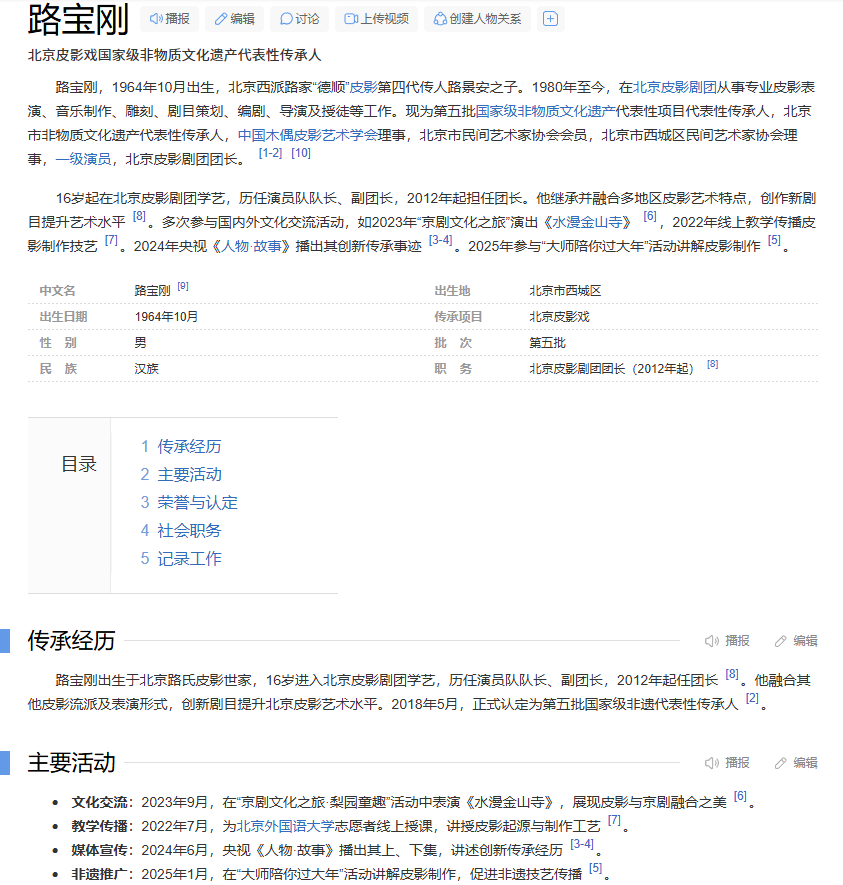 路宝刚 播报 编辑 讨论 上传视频 创建人物关系
北京皮影戏国家级非物质文化遗产代表性传承人
路宝刚，1964年10月出生，北京西派路家“德顺”皮影第四代传人路景安之子。1980年至今，在北京皮影剧团从事专业皮影表
演、音乐制作、雕刻、剧目策划、编剧、导演及授徒等工作。现为第五批国家级非物质文化遗产代表性项目代表性传承人，北京
市非物质文化遗产代表性传承人，中国木偶皮影艺术学会理事，北京市民间艺术家协会会员，北京市西城区民间艺术家协会理
事，一级演员，北京皮影剧团团长。 [1-2] [10]
16岁起在北京皮影剧团学艺，历任演员队队长、副团长，2012年起担任团长。他继承并融合多地区皮影艺术特点，创作新剧
目提升艺术水平 [8]。多次参与国内外文化交流活动，如2023年“京剧文化之旅”演出《水漫金山寺》 [6]，2022年线上教学传播皮
影制作技艺 [7]。2024年央视《人物·故事》播出其创新传承事迹 [3-4]。2025年参与“大师陪你过大年”活动讲解皮影制作 [5]。
中文名 路宝刚 [9] 出生地 北京市西城区
出生日期 1964年10月 传承项目 北京皮影戏
性 别 男 批 次 第五批
民 族 汉族 职 务 北京皮影剧团团长（2012年起） [8]
目录
1 传承经历
2 主要活动
3 荣誉与认定
4 社会职务
5 记录工作
传承经历 播报 编辑
路宝刚出生于北京路氏皮影世家，16岁进入北京皮影剧团学艺，历任演员队队长、副团长，2012年起任团长 [8]。他融合其
他皮影流派及表演形式，创新剧目提升北京皮影艺术水平。2018年5月，正式认定为第五批国家级非遗代表性传承人 [2]。
主要活动 播报 编辑
• 文化交流：2023年9月，在“京剧文化之旅·梨园童趣”活动中表演《水漫金山寺》，展现皮影与京剧融合之美 [6]。
• 教学传播：2022年7月，为北京外国语大学志愿者线上授课，讲授皮影起源与制作工艺 [7]。
• 媒体宣传：2024年6月，央视《人物·故事》播出其上、下集，讲述创新传承经历 [3-4]。
• 非遗推广：2025年1月，在“大师陪你过大年”活动讲解皮影制作，促进非遗技艺传播 [5]。